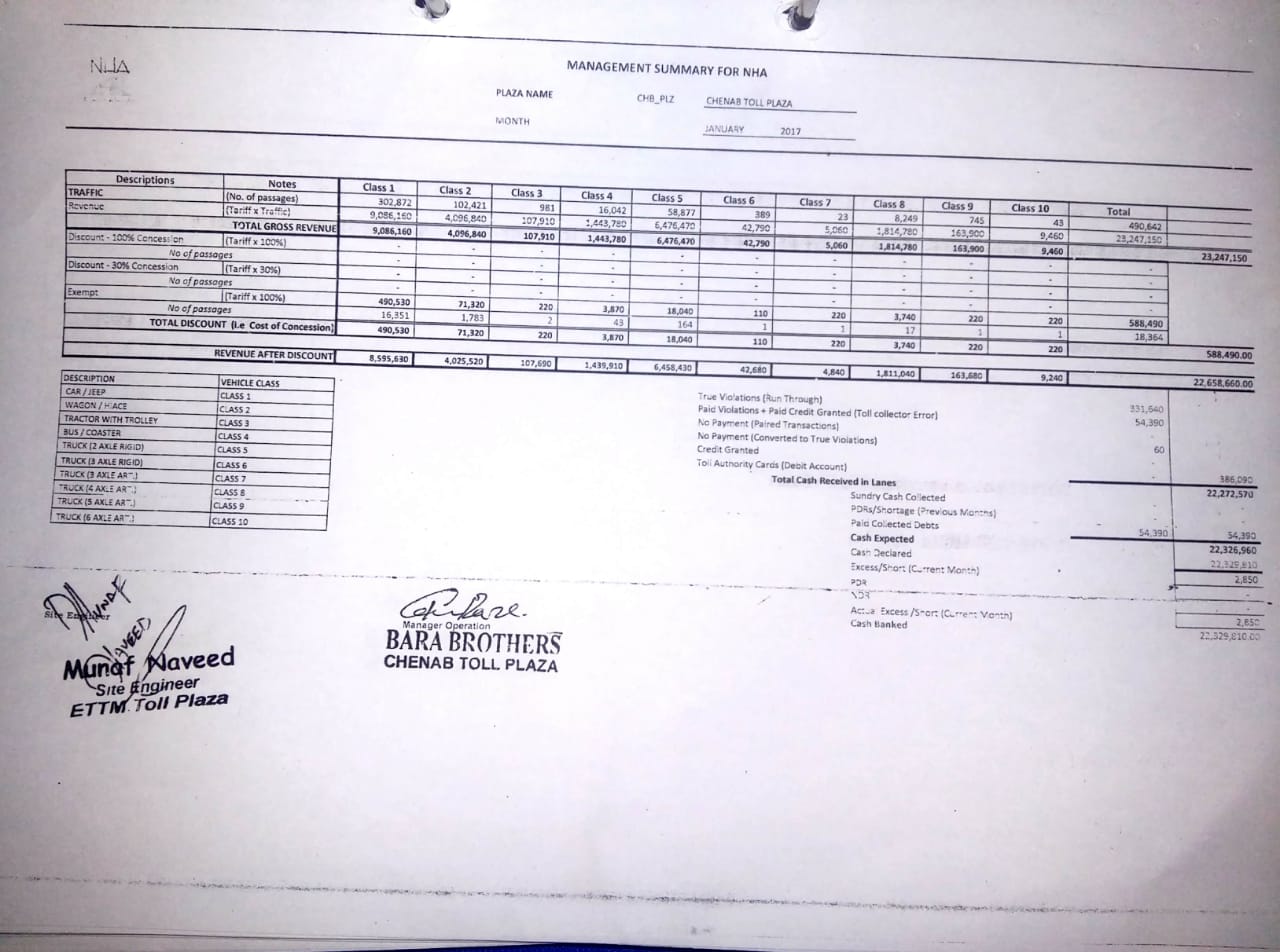 NHA
MANAGEMENT SUMMARY FOR NHA
PLAZA NAME CHB_PLZ CHENAB TOLL PLAZA
MONTH JANUARY 2017
Descriptions Notes Class 1 Class 2 Class 3 Class 4 Class 5 Class 6 Class 7 Class 8 Class 9 Class 10 Total
TRAFFIC (No. of passages) 302,872 102,421 981 16,042 58,877 389 23 8,249 745 43 490,642
Revenue (Tariff x Traffic) 9,086,160 4,096,840 107,910 1,443,780 6,476,470 42,790 5,060 1,814,780 163,900 9,460 23,247,150
TOTAL GROSS REVENUE 9,086,160 4,096,840 107,910 1,443,780 6,476,470 42,790 5,060 1,814,780 163,900 9,460 23,247,150
Discount - 100% Concession (Tariff x 100%) - - - - - - - - - - -
No of passages - - - - - - - - - - -
Discount - 30% Concession (Tariff x 30%) - - - - - - - - - - -
No of passages - - - - - - - - - - -
Exempt (Tariff x 100%) 490,530 71,320 220 3,870 18,040 110 220 3,740 220 220 588,490
No of passages 16,351 1,783 2 43 164 1 1 17 1 1 18,364
TOTAL DISCOUNT (i.e Cost of Concession) 490,530 71,320 220 3,870 18,040 110 220 3,740 220 220 588,490.00
REVENUE AFTER DISCOUNT 8,595,630 4,025,520 107,690 1,439,910 6,458,430 42,680 4,840 1,811,040 163,680 9,240 22,658,660.00
DESCRIPTION VEHICLE CLASS
CAR / JEEP CLASS 1
WAGON / HIACE CLASS 2
TRACTOR WITH TROLLEY CLASS 3
BUS / COASTER CLASS 4
TRUCK (2 AXLE RIGID) CLASS 5
TRUCK (3 AXLE RIGID) CLASS 6
TRUCK (3 AXLE ART.) CLASS 7
TRUCK (4 AXLE ART.) CLASS 8
TRUCK (5 AXLE ART.) CLASS 9
TRUCK (6 AXLE ART.) CLASS 10
True Violations (Run Through) 331,640
Paid Violations + Paid Credit Granted (Toll collector Error) 54,390
No Payment (Paired Transactions) -
No Payment (Converted to True Violations) -
Credit Granted 60
Toll Authority Cards (Debit Account) -
386,090
Total Cash Received in Lanes 22,272,570
Sundry Cash Collected -
PDRs/Shortage (Previous Months) - -
Paid Collected Debts 54,390 54,390
Cash Expected 22,326,960
Cash Declared 22,329,810
Excess/Short (Current Month) 2,850
PDR -
NDR -
Actual Excess /Short (Current Month) 2,850
Cash Banked 22,329,810.00
Site Engineer
MUNAF
NAVEED
Munaf Naveed
Site Engineer
ETTM Toll Plaza
Manager Operation
BARA BROTHERS
CHENAB TOLL PLAZA